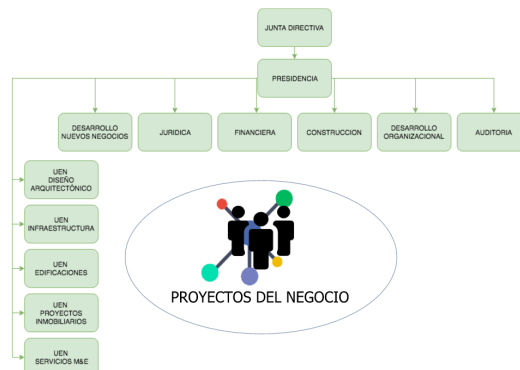 JUNTA DIRECTIVA
PRESIDENCIA
DESARROLLO
NUEVOS NEGOCIOS
JURIDICA
FINANCIERA
CONSTRUCCION
DESARROLLO
ORGANIZACIONAL
AUDITORIA
UEN
DISEÑO
ARQUITECTÓNICO
UEN
INFRAESTRUCTURA
UEN
EDIFICACIONES
UEN
PROYECTOS
INMOBILIARIOS
UEN
SERVICIOS M&E
PROYECTOS DEL NEGOCIO